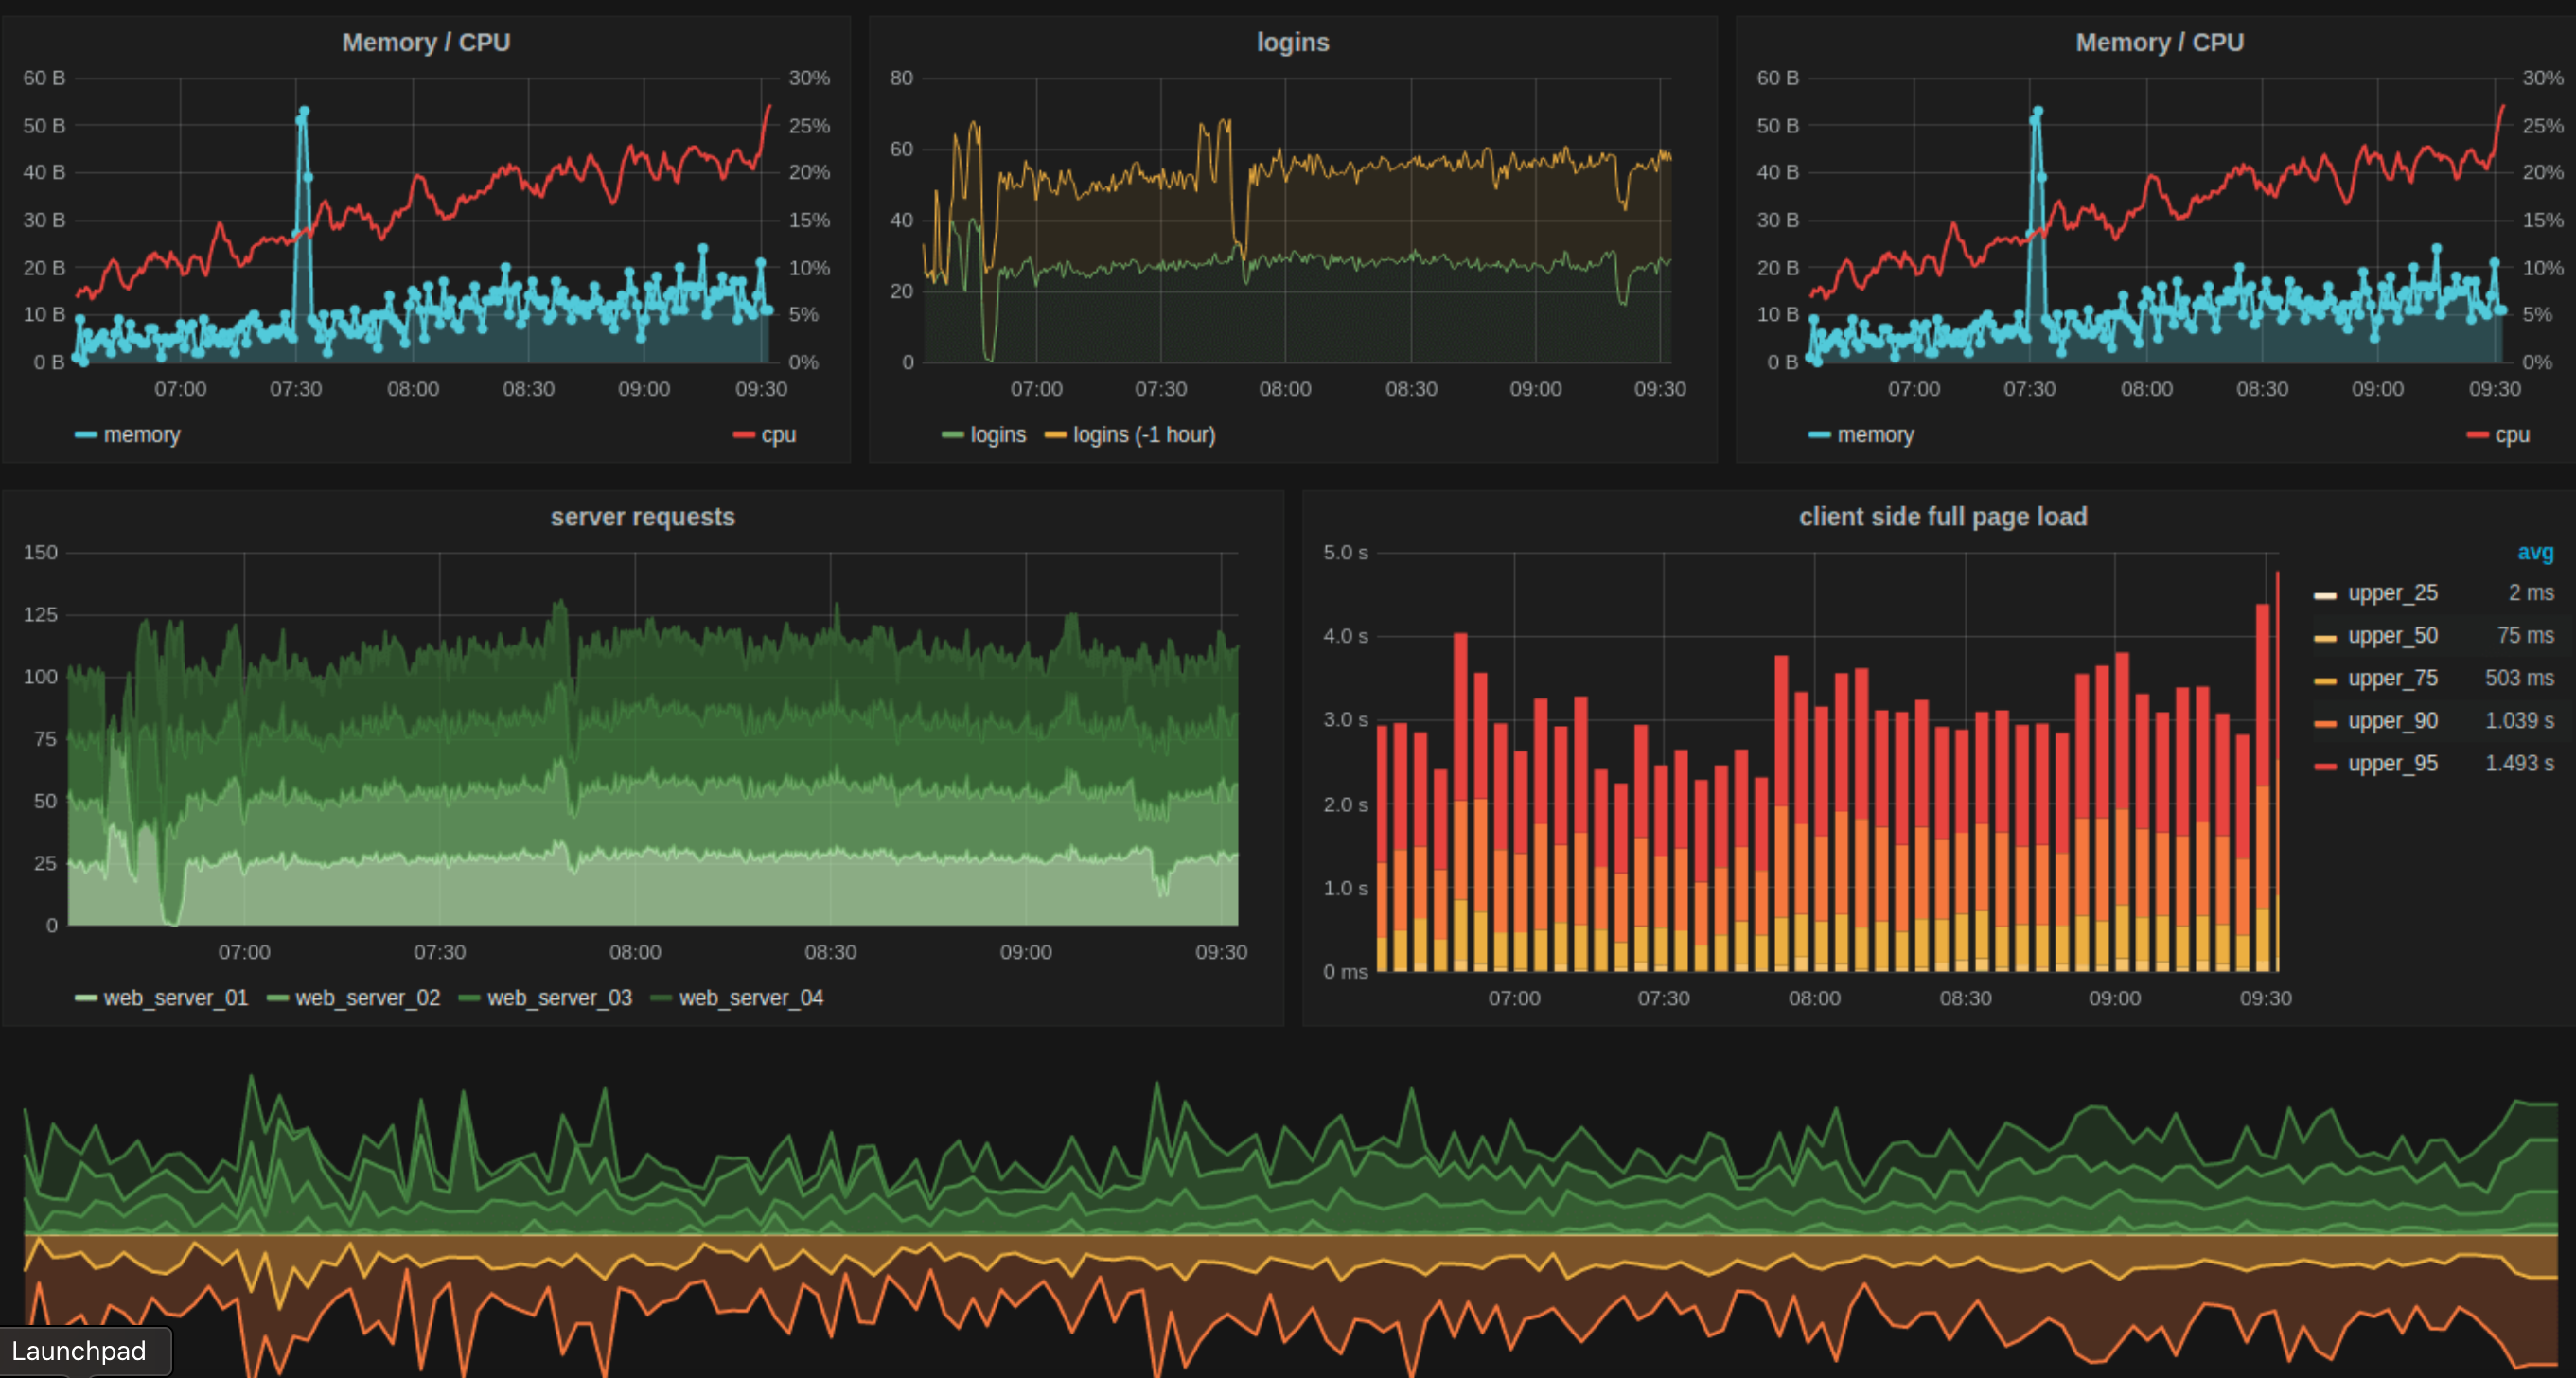 Memory / CPU
60 B
50 B
40 B
30 B
20 B
10 B
0 B
30%
25%
20%
15%
10%
5%
0%
07:00 07:30 08:00 08:30 09:00 09:30
memory cpu
logins
80
60
40
20
0
07:00 07:30 08:00 08:30 09:00 09:30
logins logins (-1 hour)
Memory / CPU
60 B
50 B
40 B
30 B
20 B
10 B
0 B
30%
25%
20%
15%
10%
5%
0%
07:00 07:30 08:00 08:30 09:00 09:30
memory cpu
server requests
150
125
100
75
50
25
0
07:00 07:30 08:00 08:30 09:00 09:30
web_server_01 web_server_02 web_server_03 web_server_04
client side full page load
5.0 s
4.0 s
3.0 s
2.0 s
1.0 s
0 ms
07:00 07:30 08:00 08:30 09:00 09:30
avg
upper_25 2 ms
upper_50 75 ms
upper_75 503 ms
upper_90 1.039 s
upper_95 1.493 s
Launchpad